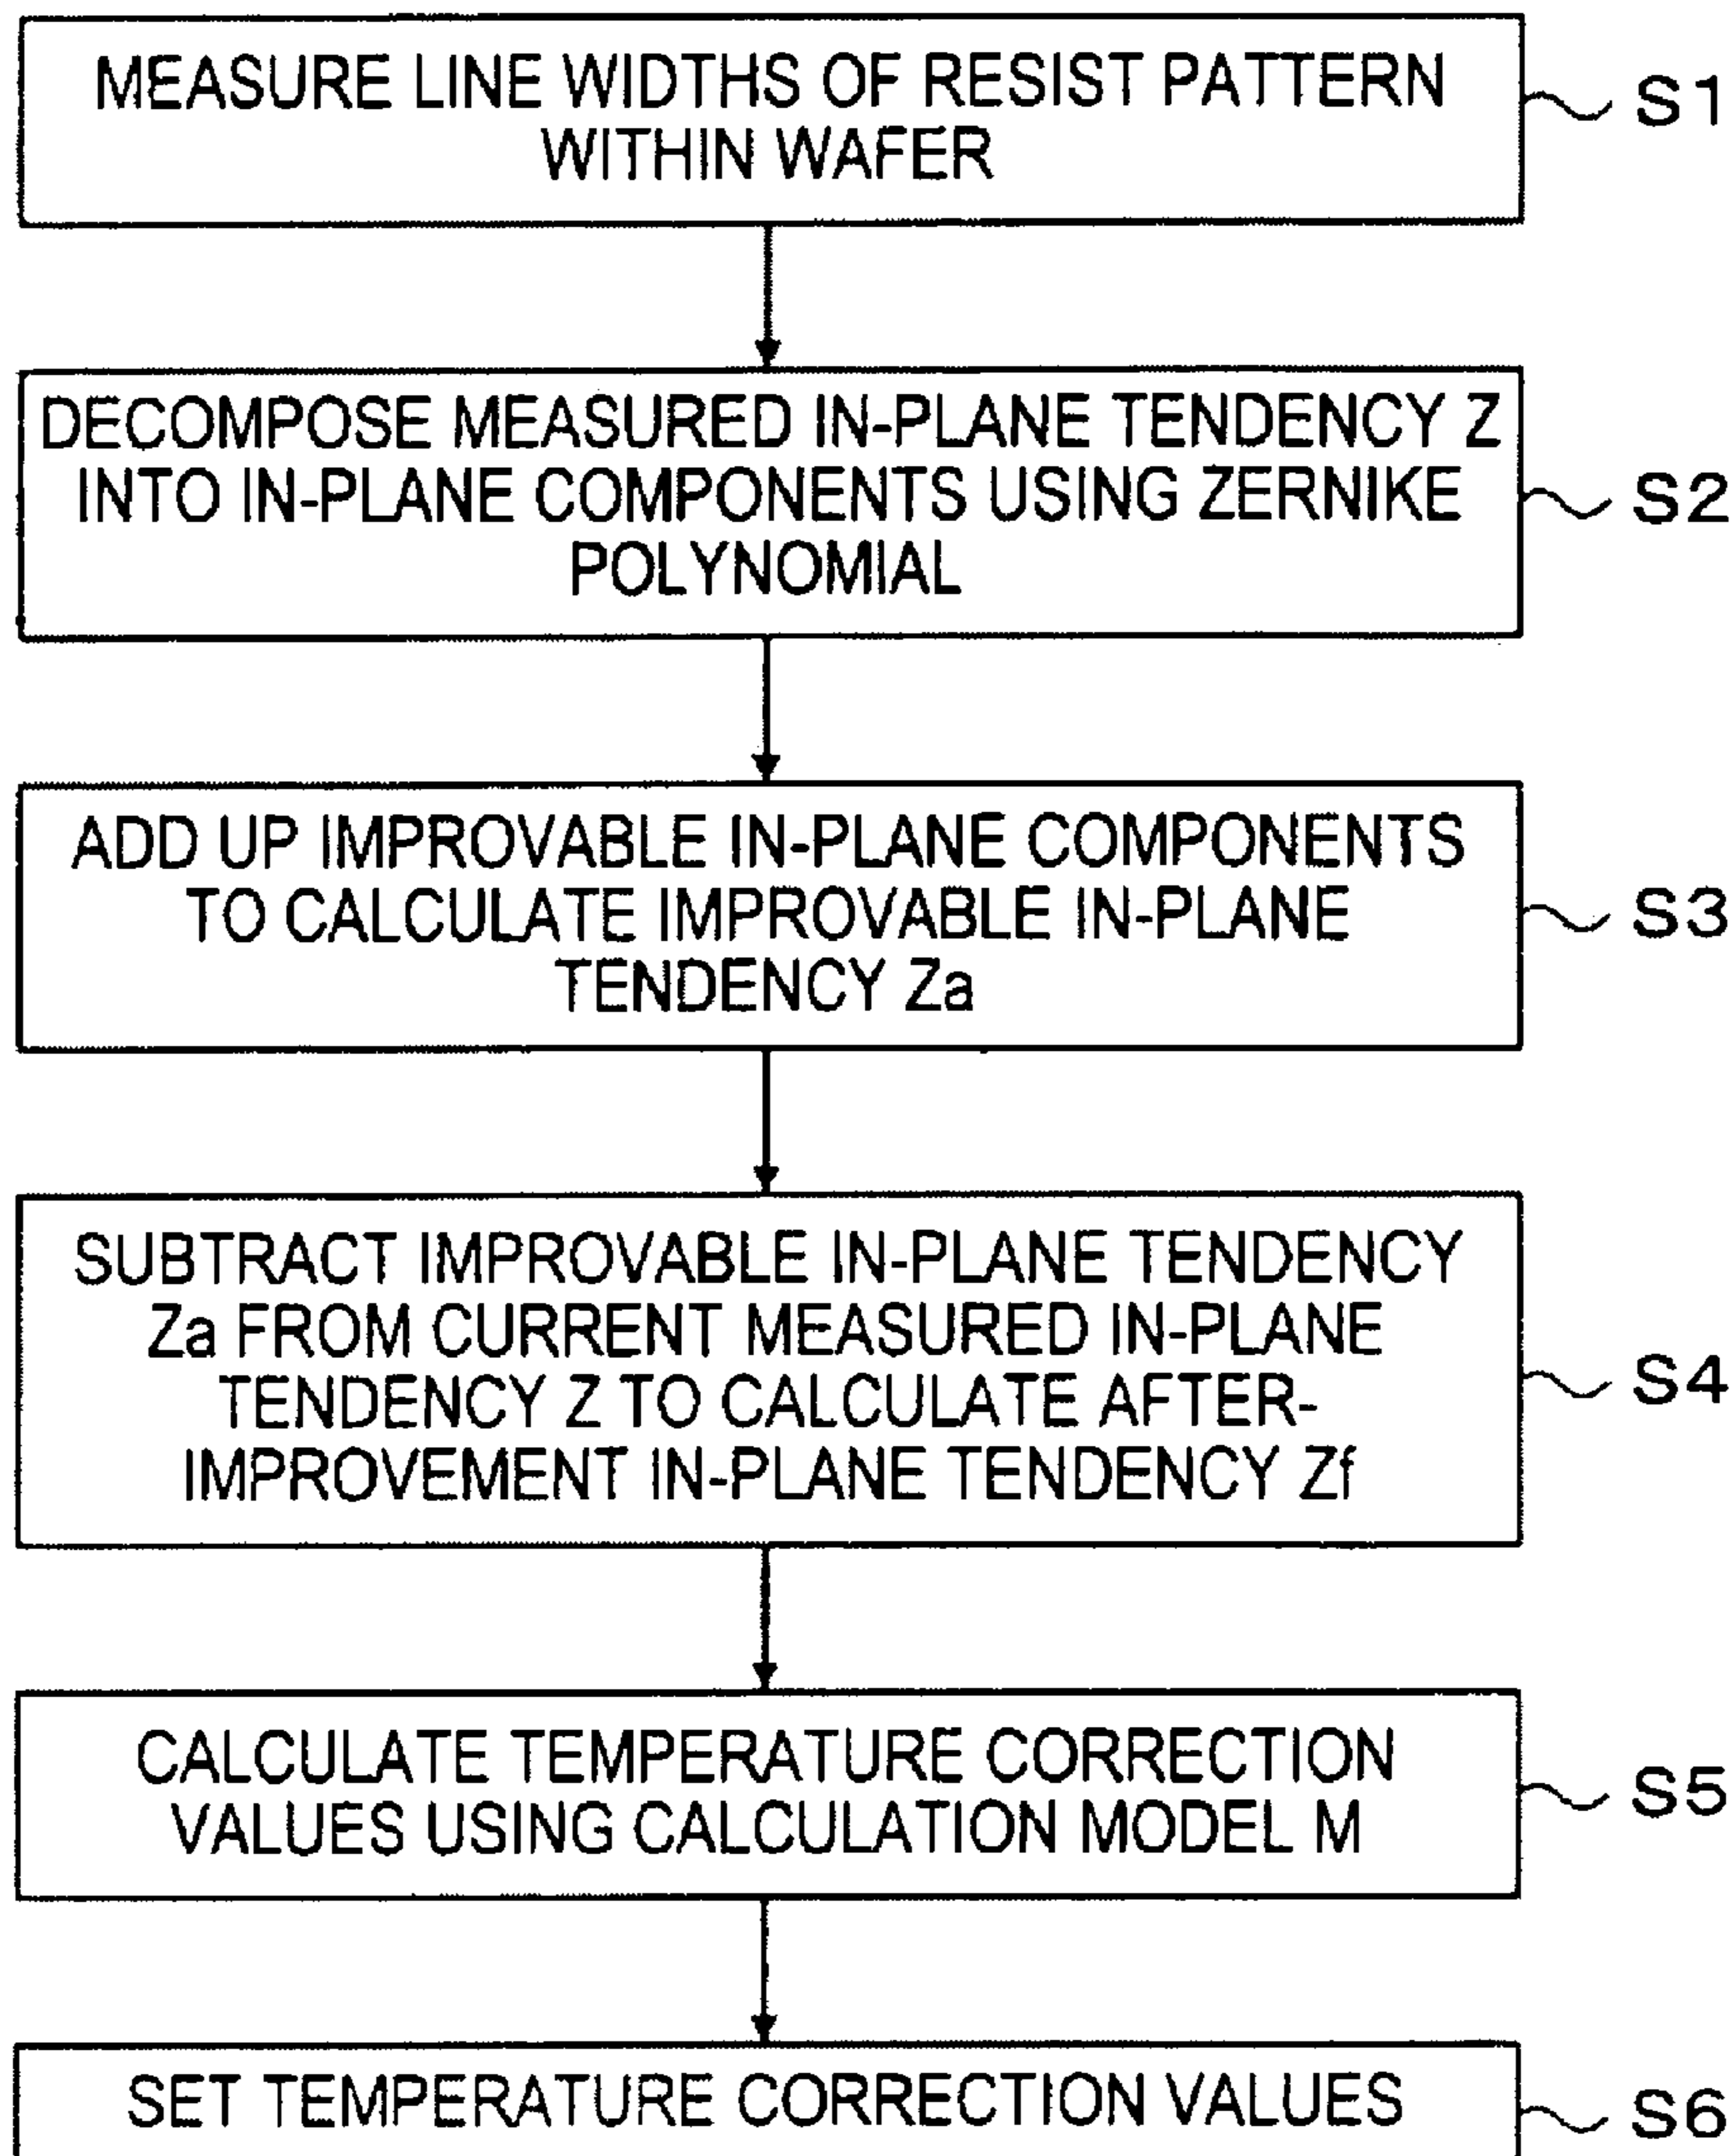 MEASURE LINE WIDTHS OF RESIST PATTERN
WITHIN WAFER
S1
DECOMPOSE MEASURED IN-PLANE TENDENCY Z
INTO IN-PLANE COMPONENTS USING ZERNIKE
POLYNOMIAL
S2
ADD UP IMPROVABLE IN-PLANE COMPONENTS
TO CALCULATE IMPROVABLE IN-PLANE
TENDENCY Za
S3
SUBTRACT IMPROVABLE IN-PLANE TENDENCY
Za FROM CURRENT MEASURED IN-PLANE
TENDENCY Z TO CALCULATE AFTER-
IMPROVEMENT IN-PLANE TENDENCY Zf
S4
CALCULATE TEMPERATURE CORRECTION
VALUES USING CALCULATION MODEL M
S5
SET TEMPERATURE CORRECTION VALUES
S6